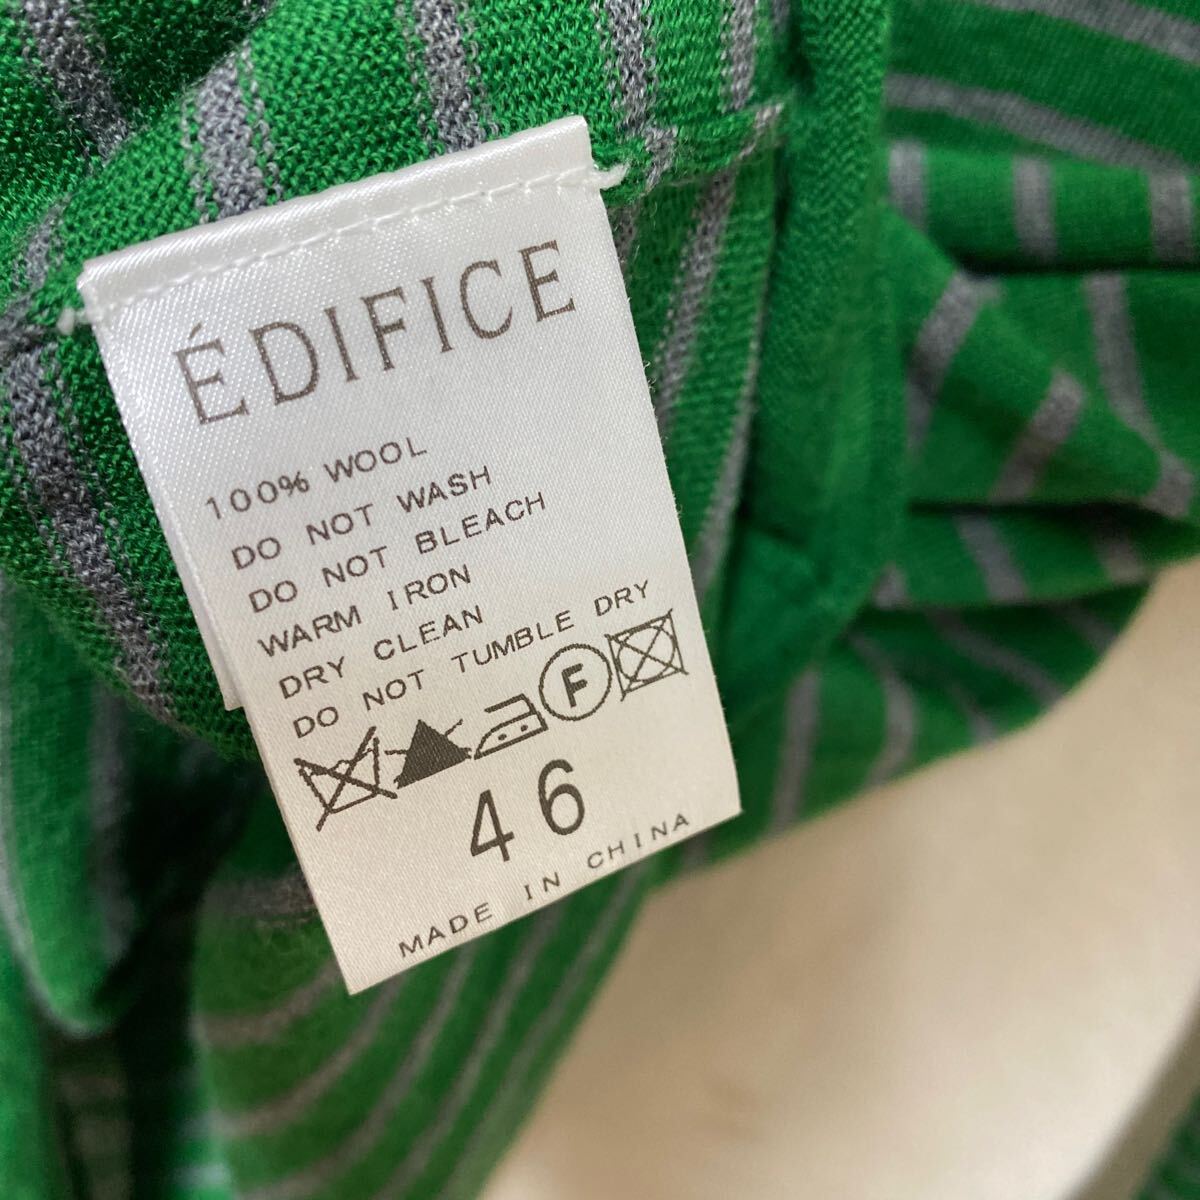 ÉDIFICE
100% WOOL
DO NOT WASH
DO NOT BLEACH
WARM IRON
DRY CLEAN
DO NOT TUMBLE DRY
F
46
MADE IN CHINA